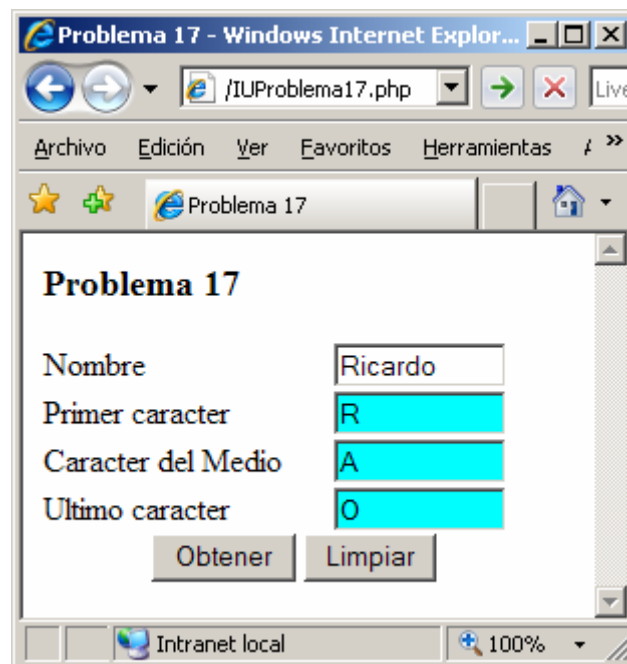 Problema 17 - Windows Internet Explor...
/IUProblema17.php Live
Archivo Edición Ver Favoritos Herramientas »
Problema 17
Problema 17
Nombre Ricardo
Primer caracter R
Caracter del Medio A
Ultimo caracter O
Obtener Limpiar
Intranet local 100%